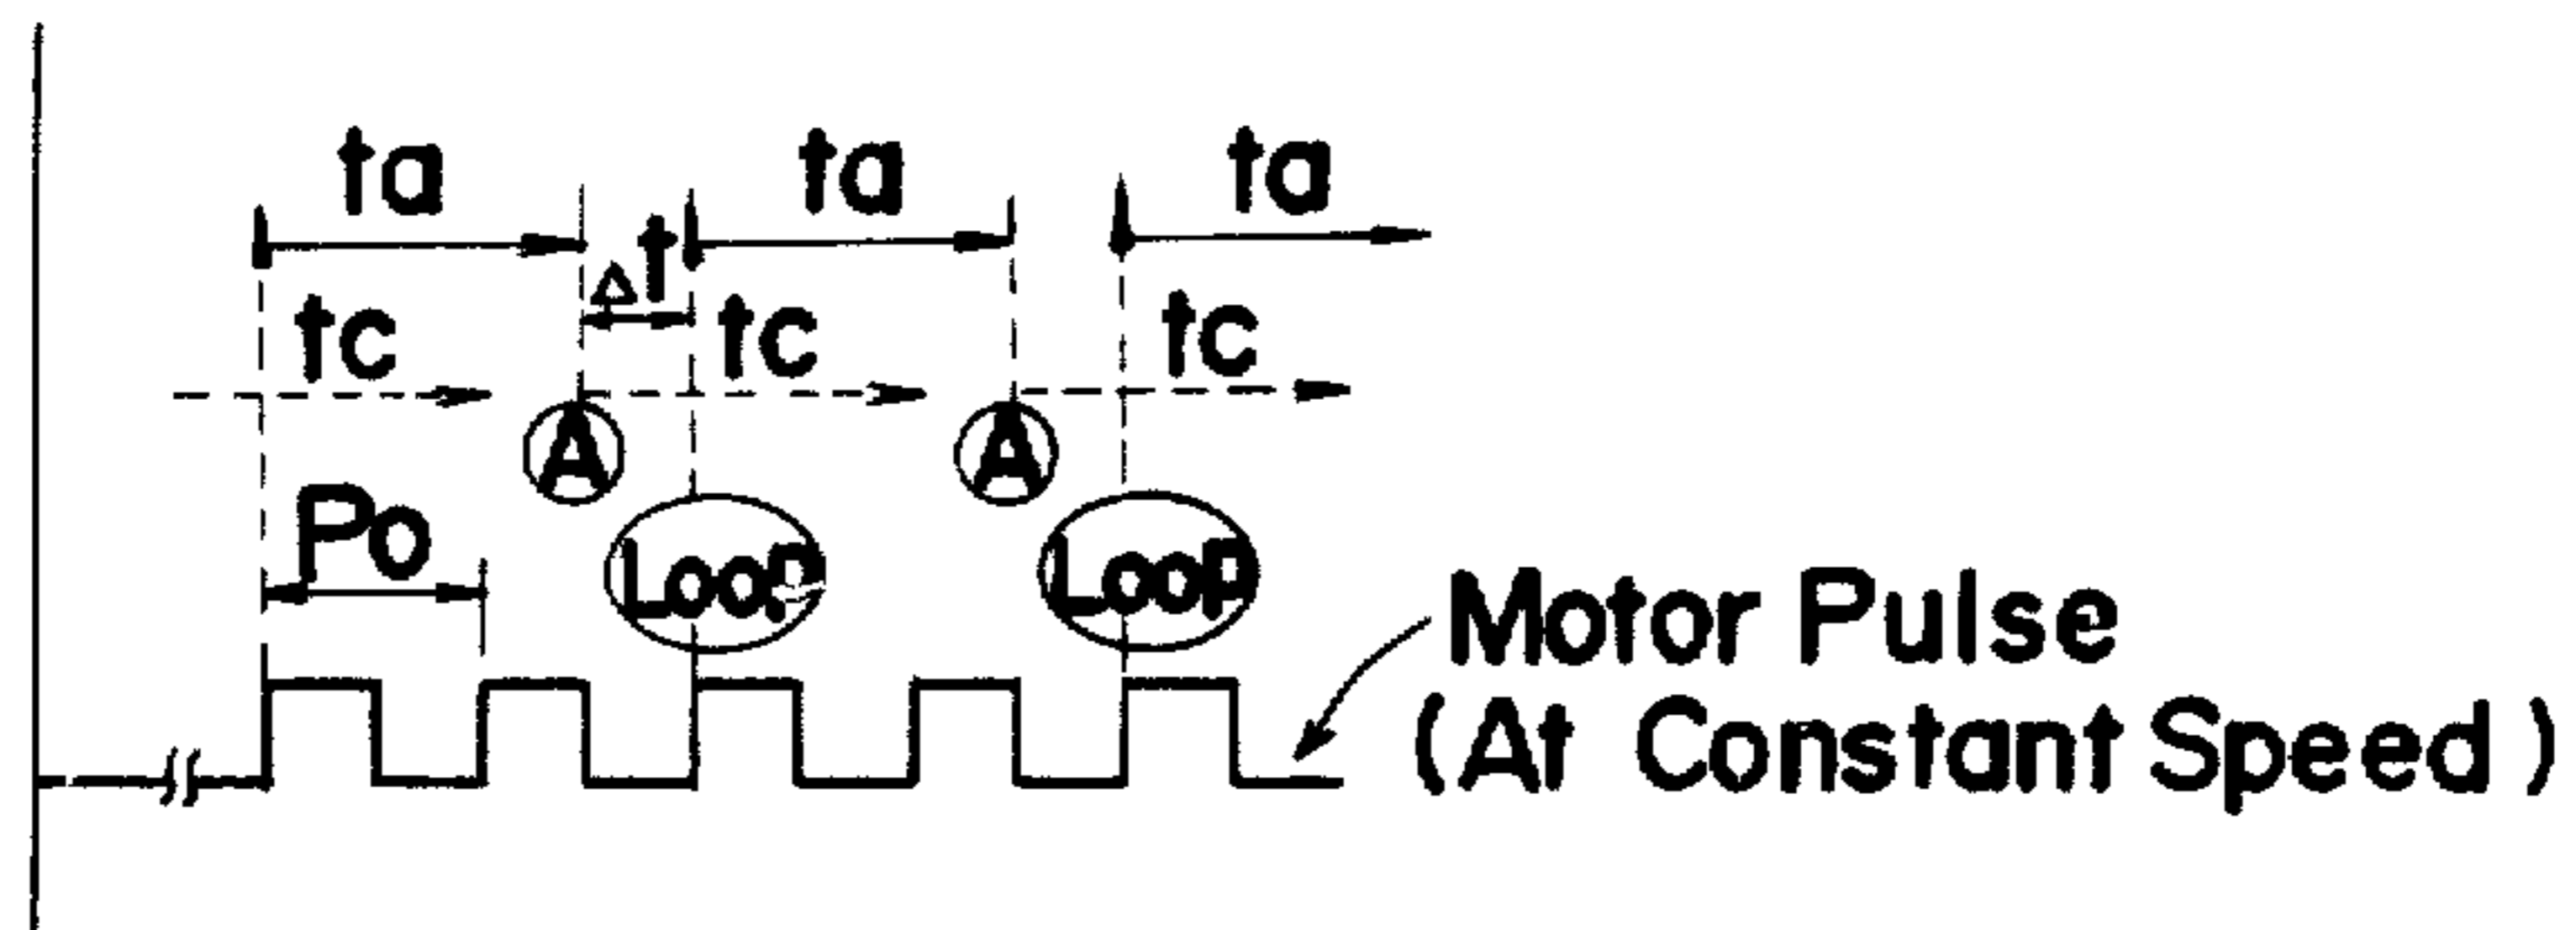 ta ta ta
Δt
tc tc tc
A A
Po
Loop Loop
Motor Pulse
(At Constant Speed)